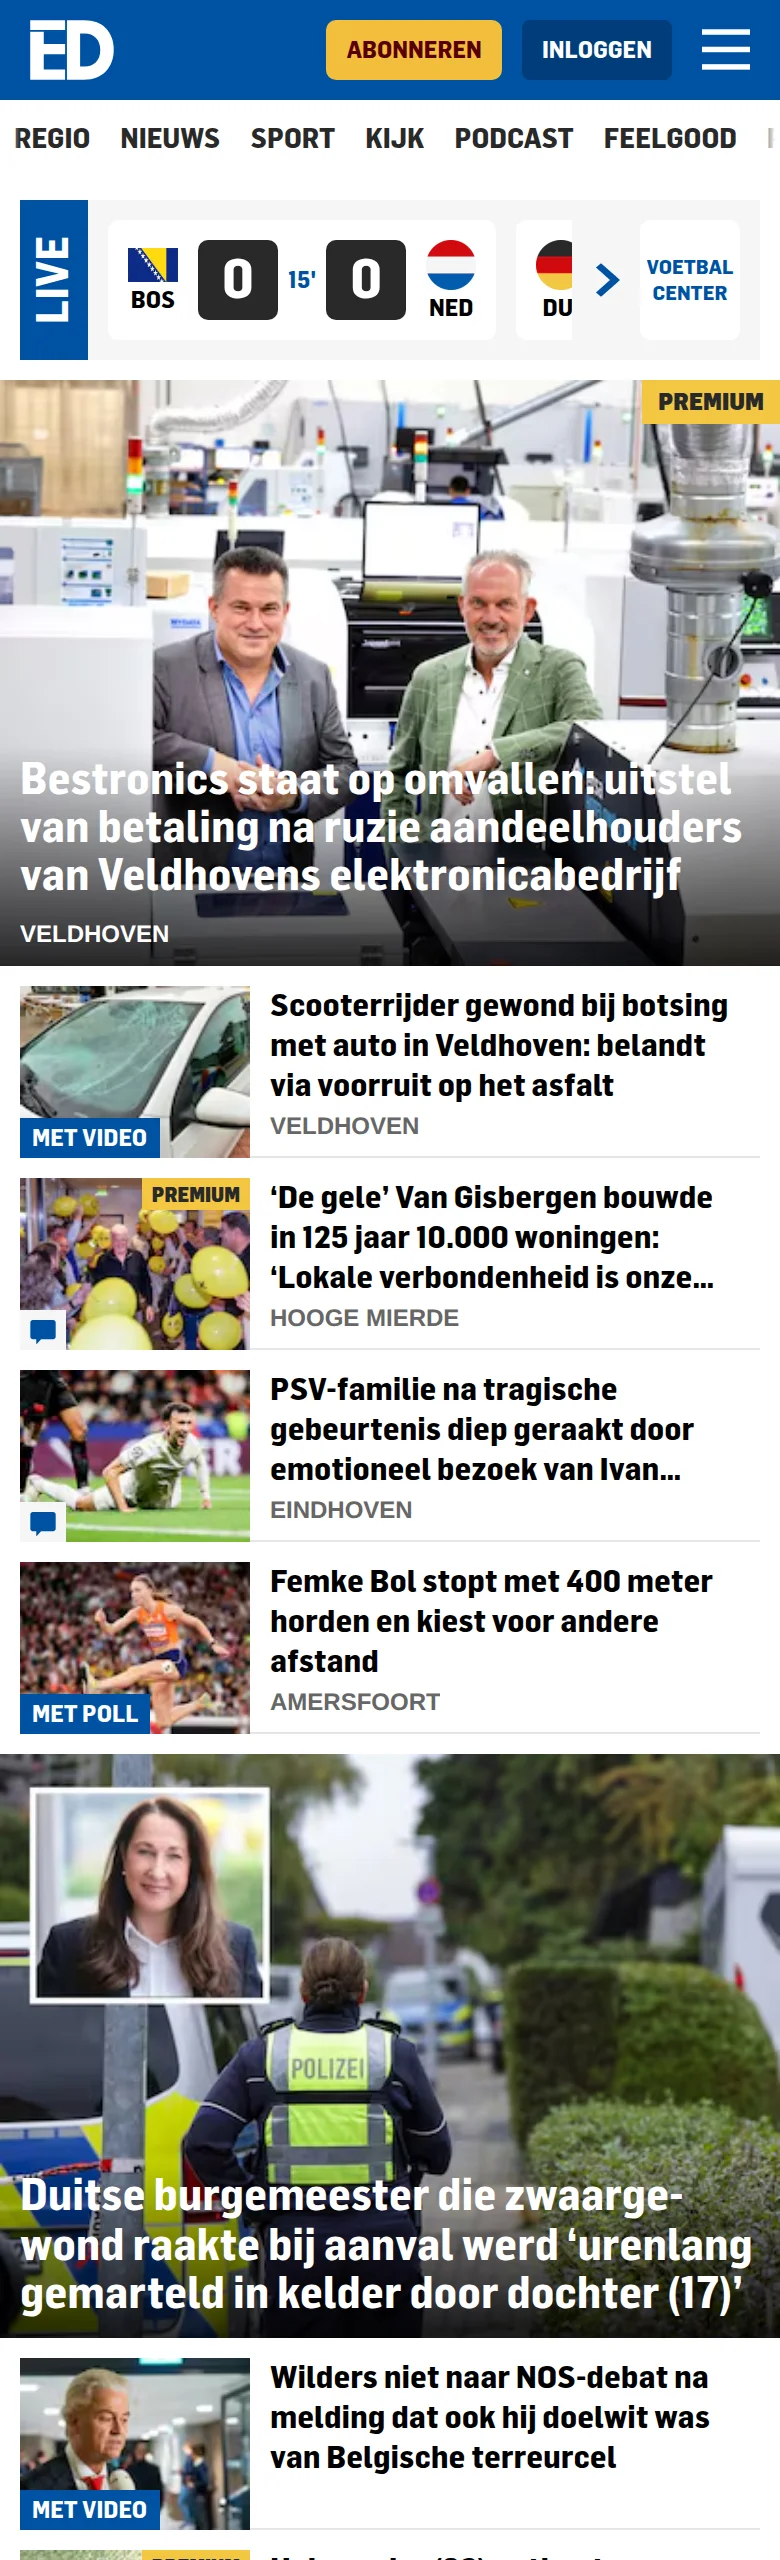 ED
ABONNEREN
INLOGGEN
REGIO NIEUWS SPORT KIJK PODCAST FEELGOOD
LIVE
BOS
0
15'
0
NED
DU
VOETBAL
CENTER
PREMIUM
MYDATA
Bestronics staat op omvallen: uitstel
van betaling na ruzie aandeelhouders
van Veldhovens elektronicabedrijf
VELDHOVEN
MET VIDEO
Scooterrijder gewond bij botsing
met auto in Veldhoven: belandt
via voorruit op het asfalt
VELDHOVEN
PREMIUM
‘De gele’ Van Gisbergen bouwde
in 125 jaar 10.000 woningen:
‘Lokale verbondenheid is onze...
HOOGE MIERDE
PSV-familie na tragische
gebeurtenis diep geraakt door
emotioneel bezoek van Ivan...
EINDHOVEN
MET POLL
Femke Bol stopt met 400 meter
horden en kiest voor andere
afstand
AMERSFOORT
POLIZEI
Duitse burgemeester die zwaarge-
wond raakte bij aanval werd ‘urenlang
gemarteld in kelder door dochter (17)’
MET VIDEO
Wilders niet naar NOS-debat na
melding dat ook hij doelwit was
van Belgische terreurcel